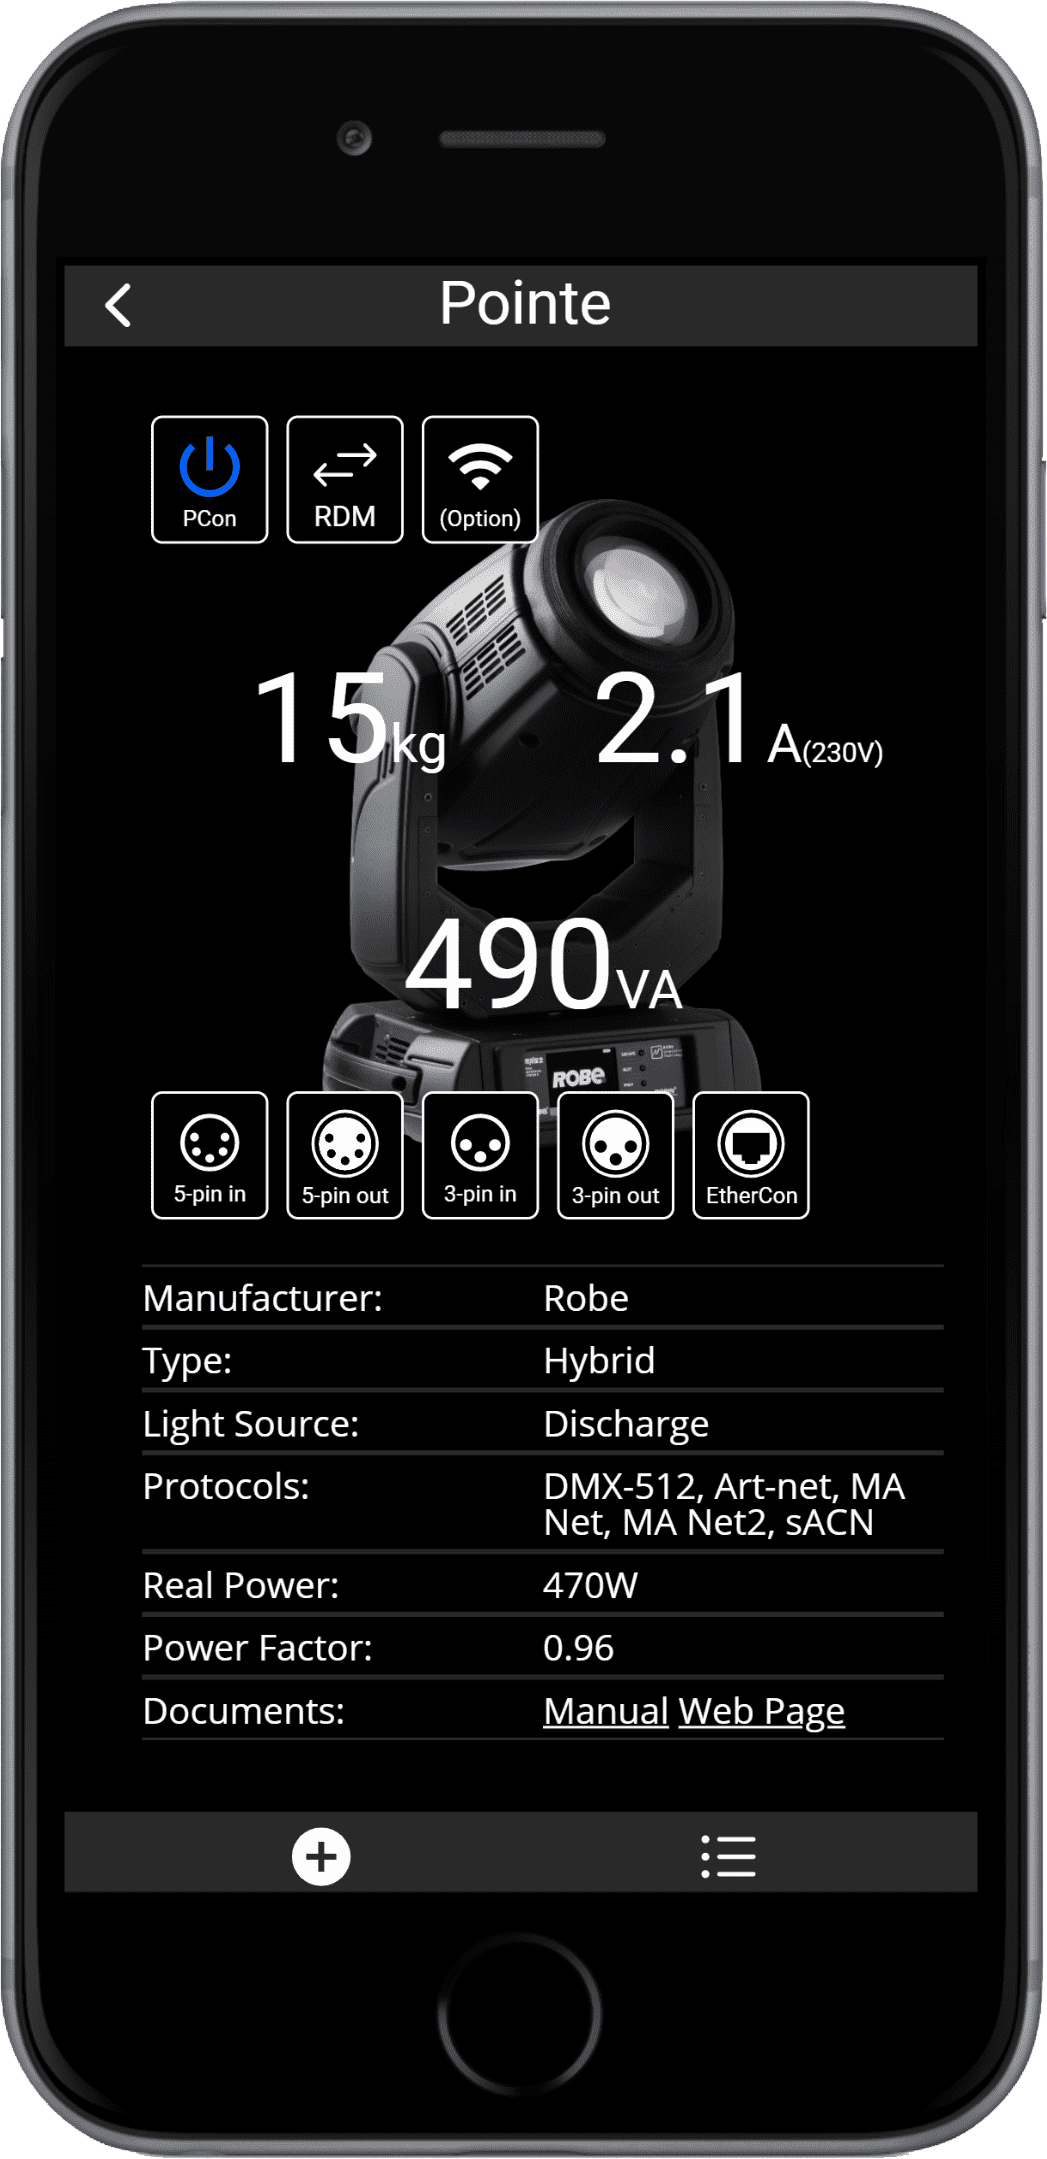 Pointe
PCon
RDM
(Option)
15kg
2.1A(230V)
490VA
ROBE
5-pin in
5-pin out
3-pin in
3-pin out
EtherCon
Manufacturer: Robe
Type: Hybrid
Light Source: Discharge
Protocols: DMX-512, Art-net, MA
Net, MA Net2, sACN
Real Power: 470W
Power Factor: 0.96
Documents: Manual Web Page